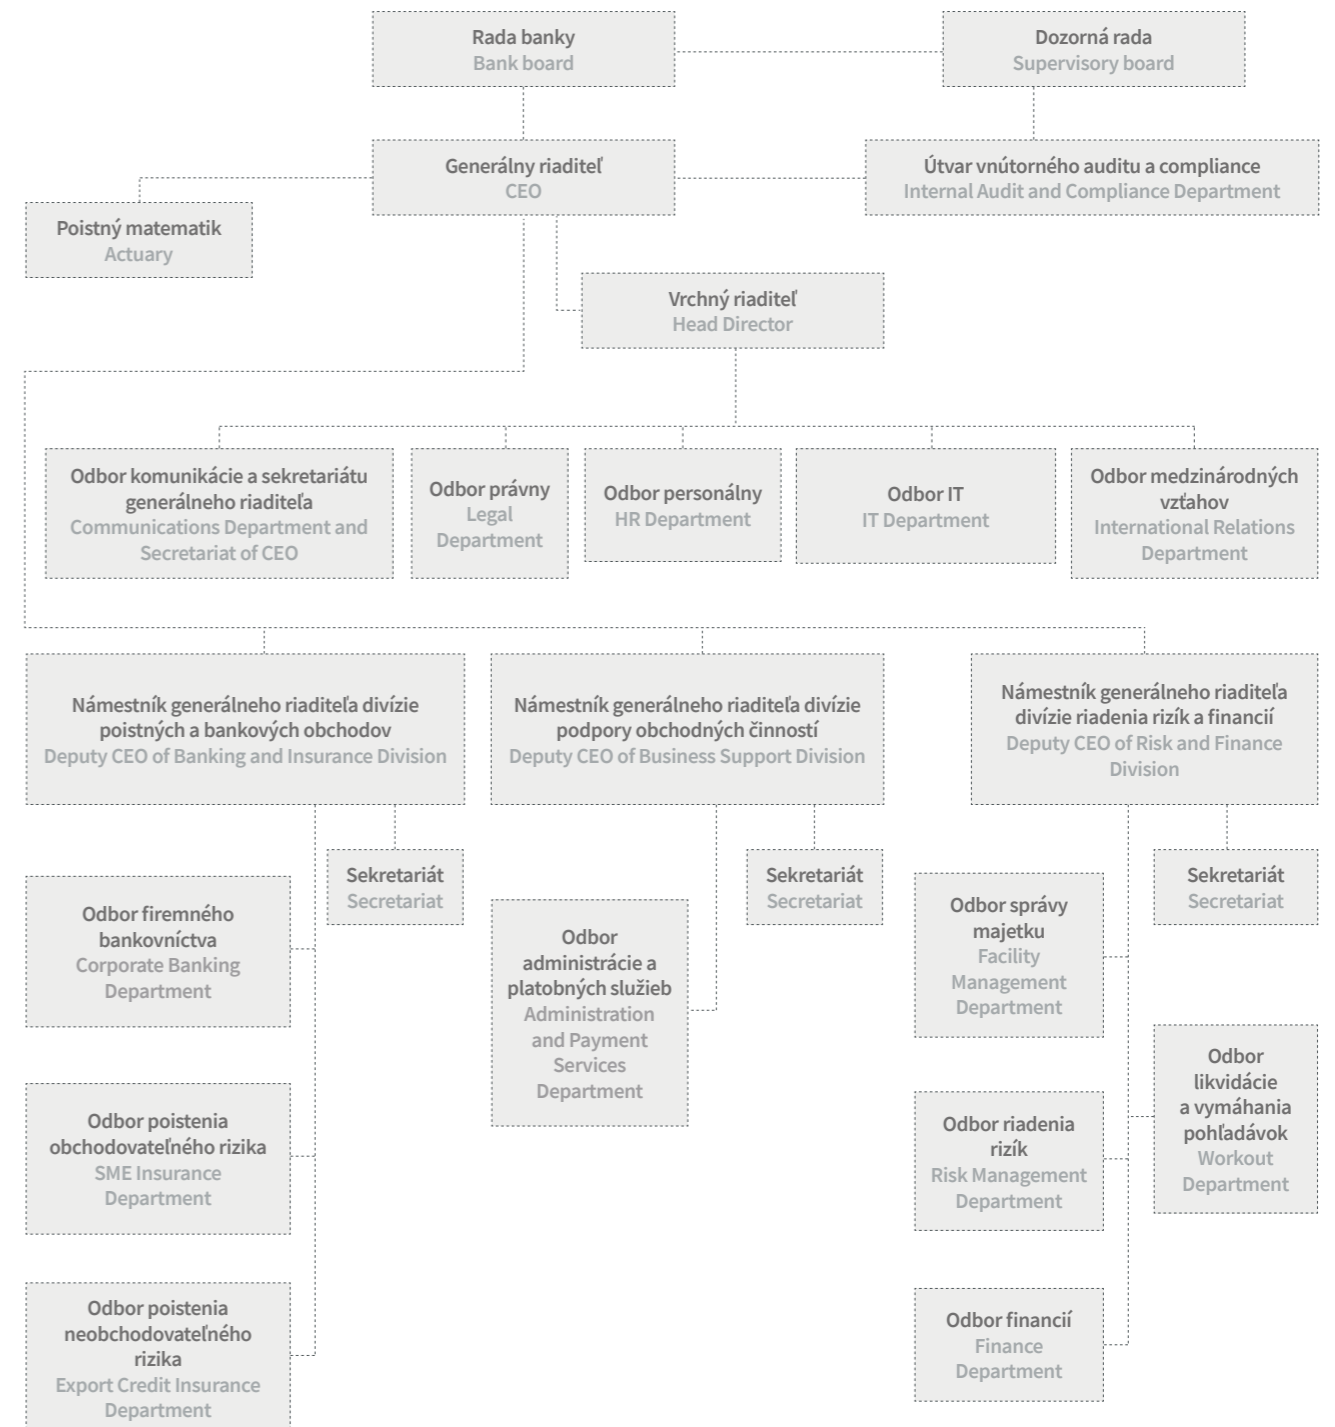 Rada banky
Bank board
Dozorná rada
Supervisory board
Generálny riaditeľ
CEO
Útvar vnútorného auditu a compliance
Internal Audit and Compliance Department
Poistný matematik
Actuary
Vrchný riaditeľ
Head Director
Odbor komunikácie a sekretariátu
generálneho riaditeľa
Communications Department and
Secretariat of CEO
Odbor právny
Legal
Department
Odbor personálny
HR Department
Odbor IT
IT Department
Odbor medzinárodných
vzťahov
International Relations
Department
Námestník generálneho riaditeľa divízie
poistných a bankových obchodov
Deputy CEO of Banking and Insurance Division
Námestník generálneho riaditeľa divízie
podpory obchodných činností
Deputy CEO of Business Support Division
Námestník generálneho riaditeľa
divízie riadenia rizík a financií
Deputy CEO of Risk and Finance
Division
Sekretariát
Secretariat
Odbor firemného
bankovníctva
Corporate Banking
Department
Odbor poistenia
obchodovateľného rizika
SME Insurance
Department
Odbor poistenia
neobchodovateľného
rizika
Export Credit Insurance
Department
Sekretariát
Secretariat
Odbor
administrácie a
platobných služieb
Administration
and Payment
Services
Department
Sekretariát
Secretariat
Odbor správy
majetku
Facility
Management
Department
Odbor
likvidácie
a vymáhania
pohľadávok
Workout
Department
Odbor riadenia
rizík
Risk Management
Department
Odbor financií
Finance
Department